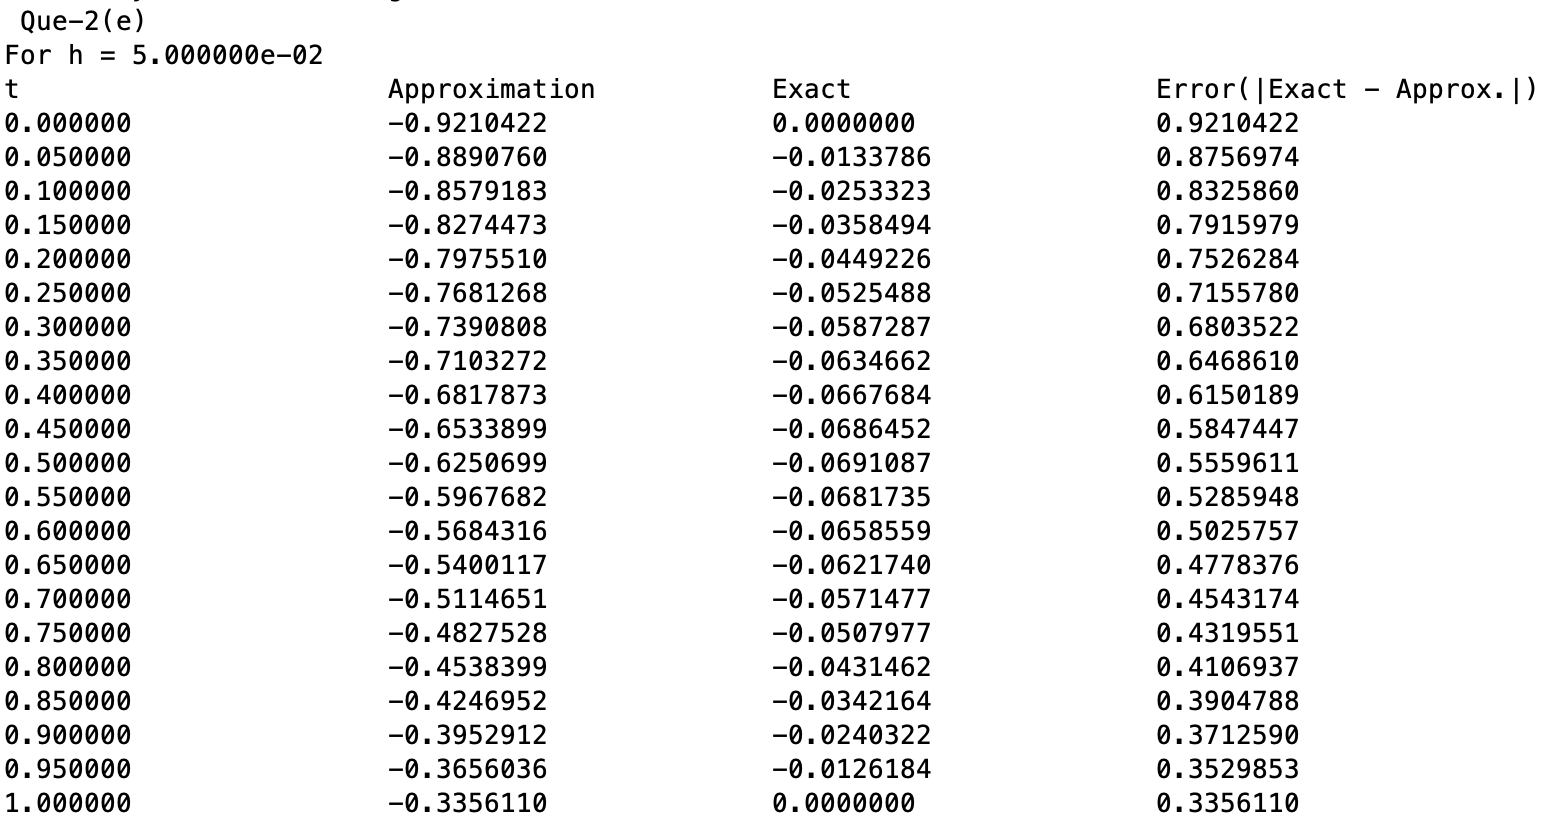 Que-2(e)
For h = 5.000000e-02
t Approximation Exact Error(|Exact - Approx.|)
0.000000 -0.9210422 0.0000000 0.9210422
0.050000 -0.8890760 -0.0133786 0.8756974
0.100000 -0.8579183 -0.0253323 0.8325860
0.150000 -0.8274473 -0.0358494 0.7915979
0.200000 -0.7975510 -0.0449226 0.7526284
0.250000 -0.7681268 -0.0525488 0.7155780
0.300000 -0.7390808 -0.0587287 0.6803522
0.350000 -0.7103272 -0.0634662 0.6468610
0.400000 -0.6817873 -0.0667684 0.6150189
0.450000 -0.6533899 -0.0686452 0.5847447
0.500000 -0.6250699 -0.0691087 0.5559611
0.550000 -0.5967682 -0.0681735 0.5285948
0.600000 -0.5684316 -0.0658559 0.5025757
0.650000 -0.5400117 -0.0621740 0.4778376
0.700000 -0.5114651 -0.0571477 0.4543174
0.750000 -0.4827528 -0.0507977 0.4319551
0.800000 -0.4538399 -0.0431462 0.4106937
0.850000 -0.4246952 -0.0342164 0.3904788
0.900000 -0.3952912 -0.0240322 0.3712590
0.950000 -0.3656036 -0.0126184 0.3529853
1.000000 -0.3356110 0.0000000 0.3356110